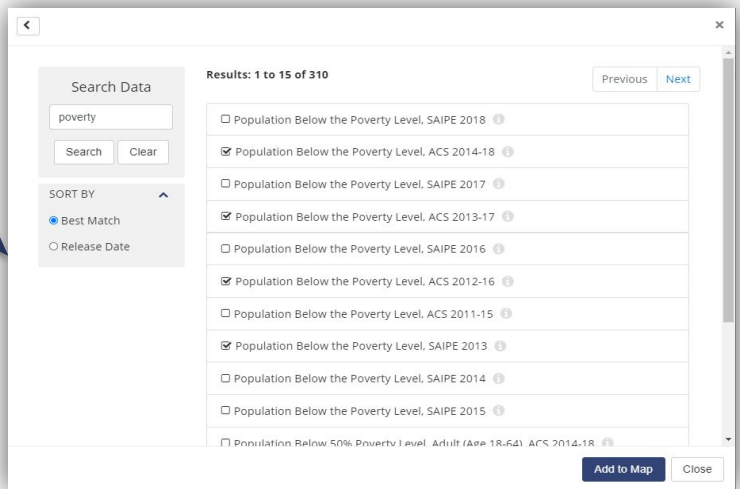 ×
Search Data
poverty
Search Clear
SORT BY
Best Match
Release Date
Results: 1 to 15 of 310
Previous Next
Population Below the Poverty Level, SAIPE 2018
Population Below the Poverty Level, ACS 2014-18
Population Below the Poverty Level, SAIPE 2017
Population Below the Poverty Level, ACS 2013-17
Population Below the Poverty Level, SAIPE 2016
Population Below the Poverty Level, ACS 2012-16
Population Below the Poverty Level, ACS 2011-15
Population Below the Poverty Level, SAIPE 2013
Population Below the Poverty Level, SAIPE 2014
Population Below the Poverty Level, SAIPE 2015
Population Below 50% Poverty Level, Adult (Age 18-64), ACS 2014-18
Add to Map Close